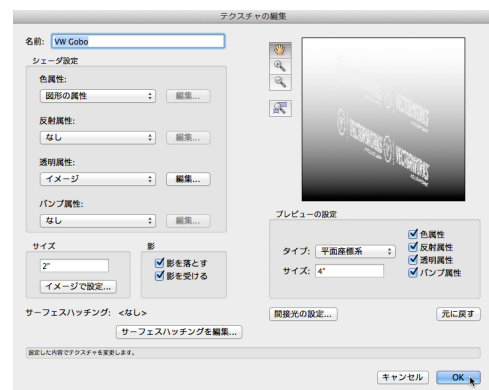 テクスチャの編集
名前: VW Gobo
シェーダ設定
色属性:
図形の属性 編集...
反射属性:
なし 編集...
透明属性:
イメージ 編集...
バンプ属性:
なし 編集...
サイズ
2"
イメージで設定...
影
影を落とす
影を受ける
サーフェスハッチング: <なし>
サーフェスハッチングを編集...
VECTORWORKS
VECTORWORKS
VECTORWORKS
VECTORWORKS
プレビューの設定
タイプ: 平面座標系
サイズ: 4"
色属性
反射属性
透明属性
バンプ属性
間接光の設定... 元に戻す
設定した内容でテクスチャを変更します。
キャンセル OK